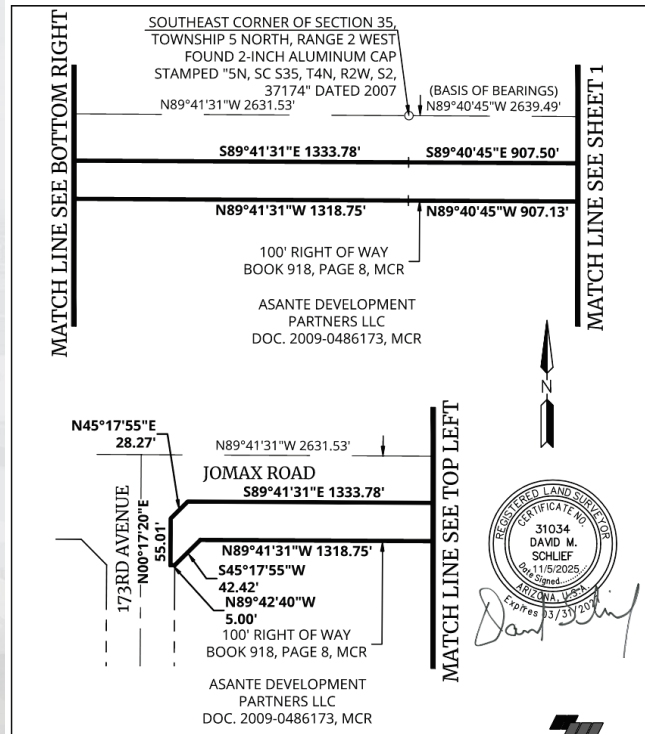 SOUTHEAST CORNER OF SECTION 35,
TOWNSHIP 5 NORTH, RANGE 2 WEST
FOUND 2-INCH ALUMINUM CAP
STAMPED "5N, SC S35, T4N, R2W, S2,
37174" DATED 2007
N89°41'31"W 2631.53'
(BASIS OF BEARINGS)
N89°40'45"W 2639.49'
MATCH LINE SEE BOTTOM RIGHT
S89°41'31"E 1333.78'
S89°40'45"E 907.50'
N89°41'31"W 1318.75'
N89°40'45"W 907.13'
MATCH LINE SEE SHEET 1
100' RIGHT OF WAY
BOOK 918, PAGE 8, MCR
ASANTE DEVELOPMENT
PARTNERS LLC
DOC. 2009-0486173, MCR
N
N45°17'55"E
28.27'
N89°41'31"W 2631.53'
JOMAX ROAD
S89°41'31"E 1333.78'
173RD AVENUE
N00°17'20"E
55.01'
N89°41'31"W 1318.75'
S45°17'55"W
42.42'
N89°42'40"W
5.00'
100' RIGHT OF WAY
BOOK 918, PAGE 8, MCR
ASANTE DEVELOPMENT
PARTNERS LLC
DOC. 2009-0486173, MCR
MATCH LINE SEE TOP LEFT
REGISTERED LAND SURVEYOR
CERTIFICATE NO.
31034
DAVID M.
SCHLIEF
11/5/2025
Date Signed
ARIZONA, U.S.A.
Expires 03/31/